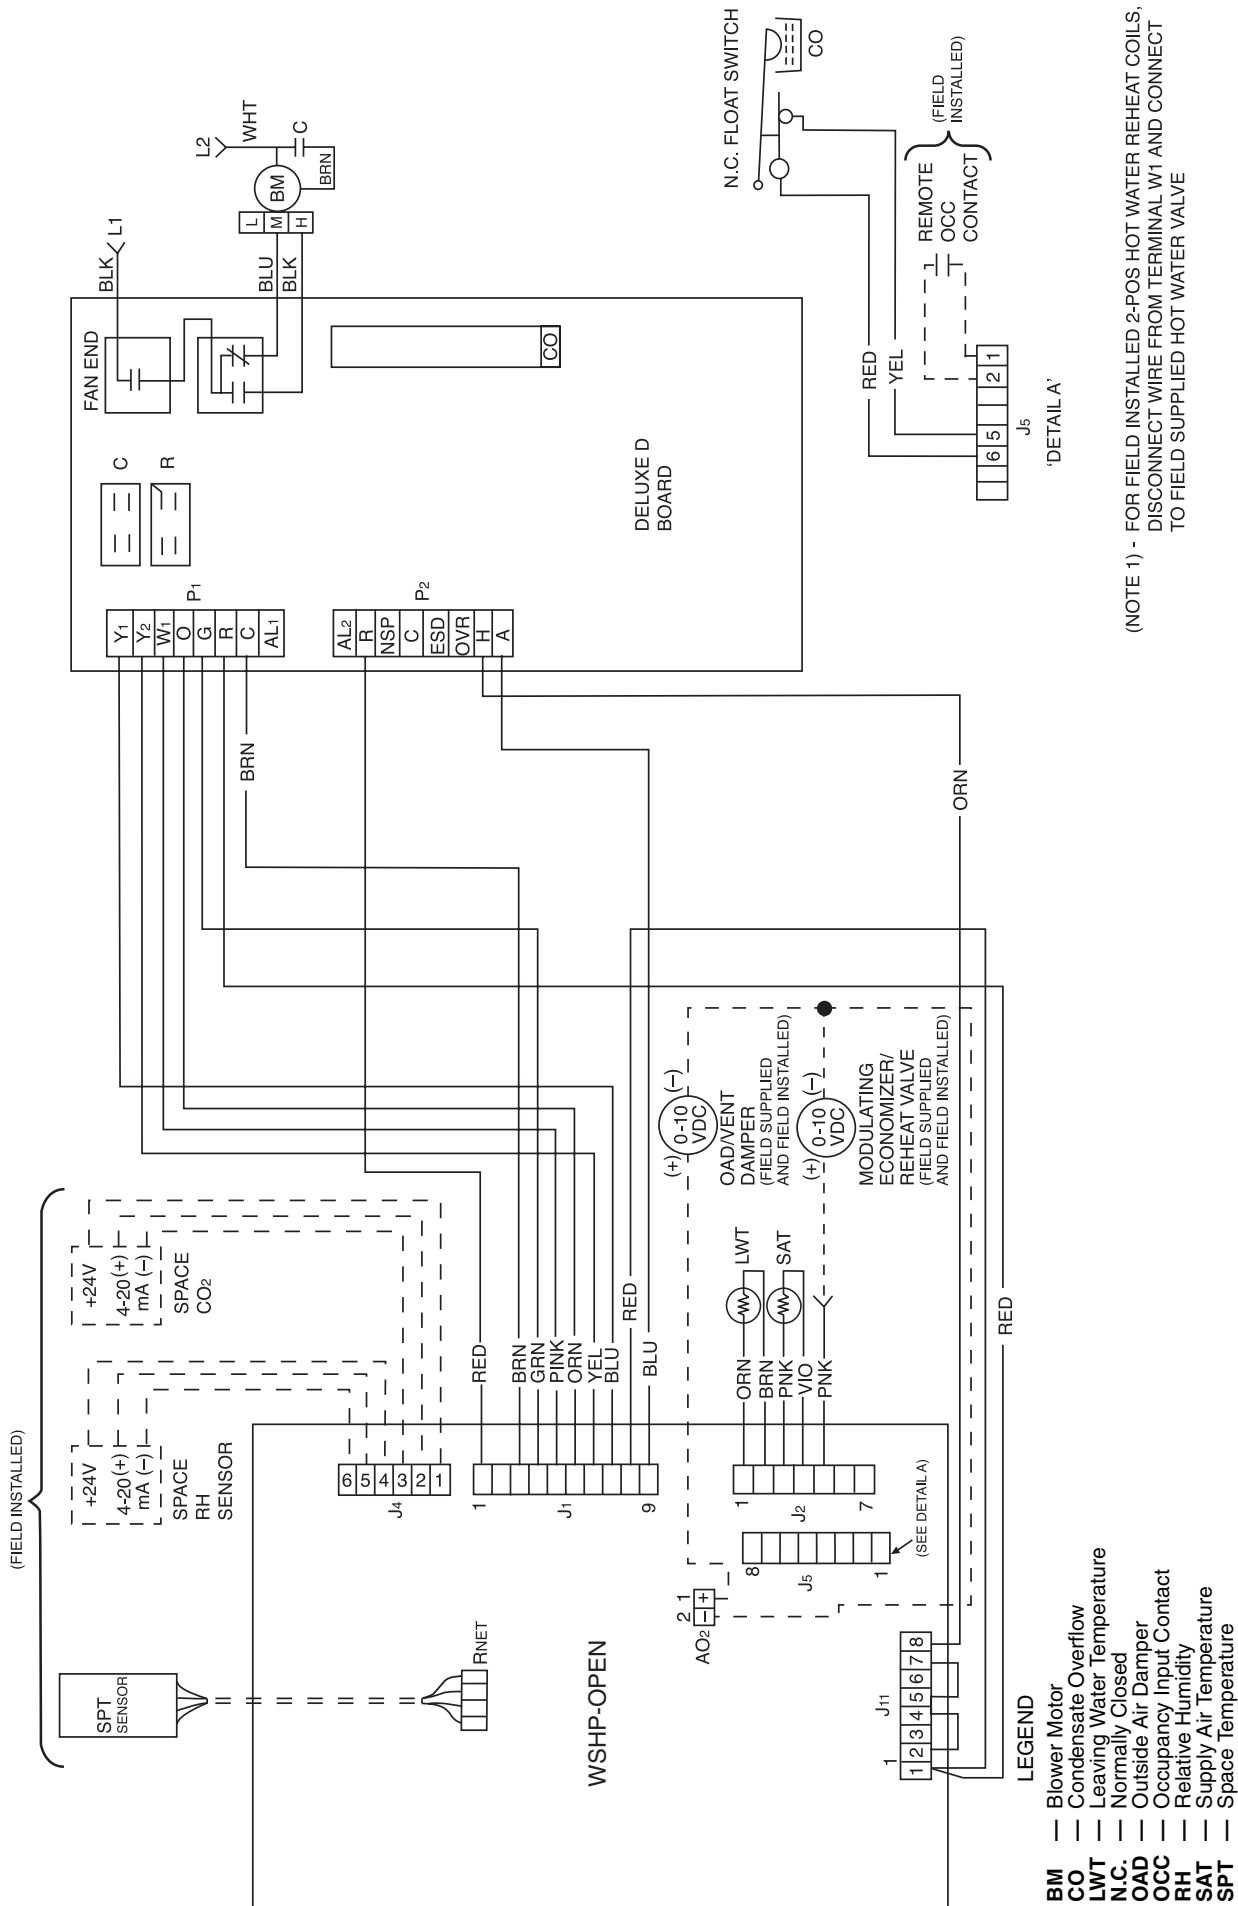 (FIELD INSTALLED)
SPT
SENSOR
+24V
4-20 (+)
mA (–)
SPACE
RH
SENSOR
+24V
4-20 (+)
mA (–)
SPACE
CO2
RNET
6 5 4 3 2 1
J4
WSHP-OPEN
1
J1
9
RED
BRN
GRN
PINK
ORN
YEL
BLU
RED
BLU
Y1
Y2
W1
O
G
R
C
AL1
P1
AL2
R
NSP
C
ESD
OVR
H
A
P2
BRN
C
R
FAN END
DELUXE D
BOARD
CO
BLK
L1
BLU
BLK
L
M
H
BM
L2
WHT
C
BRN
AO2
2 1
– +
8
J5
1
(SEE DETAIL A)
1
J2
7
ORN
BRN
PNK
VIO
PNK
LWT
SAT
(+)
0-10
VDC
(–)
OAD/VENT
DAMPER
(FIELD SUPPLIED
AND FIELD INSTALLED)
(+)
0-10
VDC
(–)
MODULATING
ECONOMIZER/
REHEAT VALVE
(FIELD SUPPLIED
AND FIELD INSTALLED)
ORN
RED
1
J11
1 2 3 4 5 6 7 8
N.C. FLOAT SWITCH
CO
RED
YEL
REMOTE
OCC
CONTACT
(FIELD
INSTALLED)
6 5 2 1
J5
'DETAIL A'
LEGEND
BM — Blower Motor
CO — Condensate Overflow
LWT — Leaving Water Temperature
N.C. — Normally Closed
OAD — Outside Air Damper
OCC — Occupancy Input Contact
RH — Relative Humidity
SAT — Supply Air Temperature
SPT — Space Temperature
(NOTE 1) - FOR FIELD INSTALLED 2-POS HOT WATER REHEAT COILS,
DISCONNECT WIRE FROM TERMINAL W1 AND CONNECT
TO FIELD SUPPLIED HOT WATER VALVE